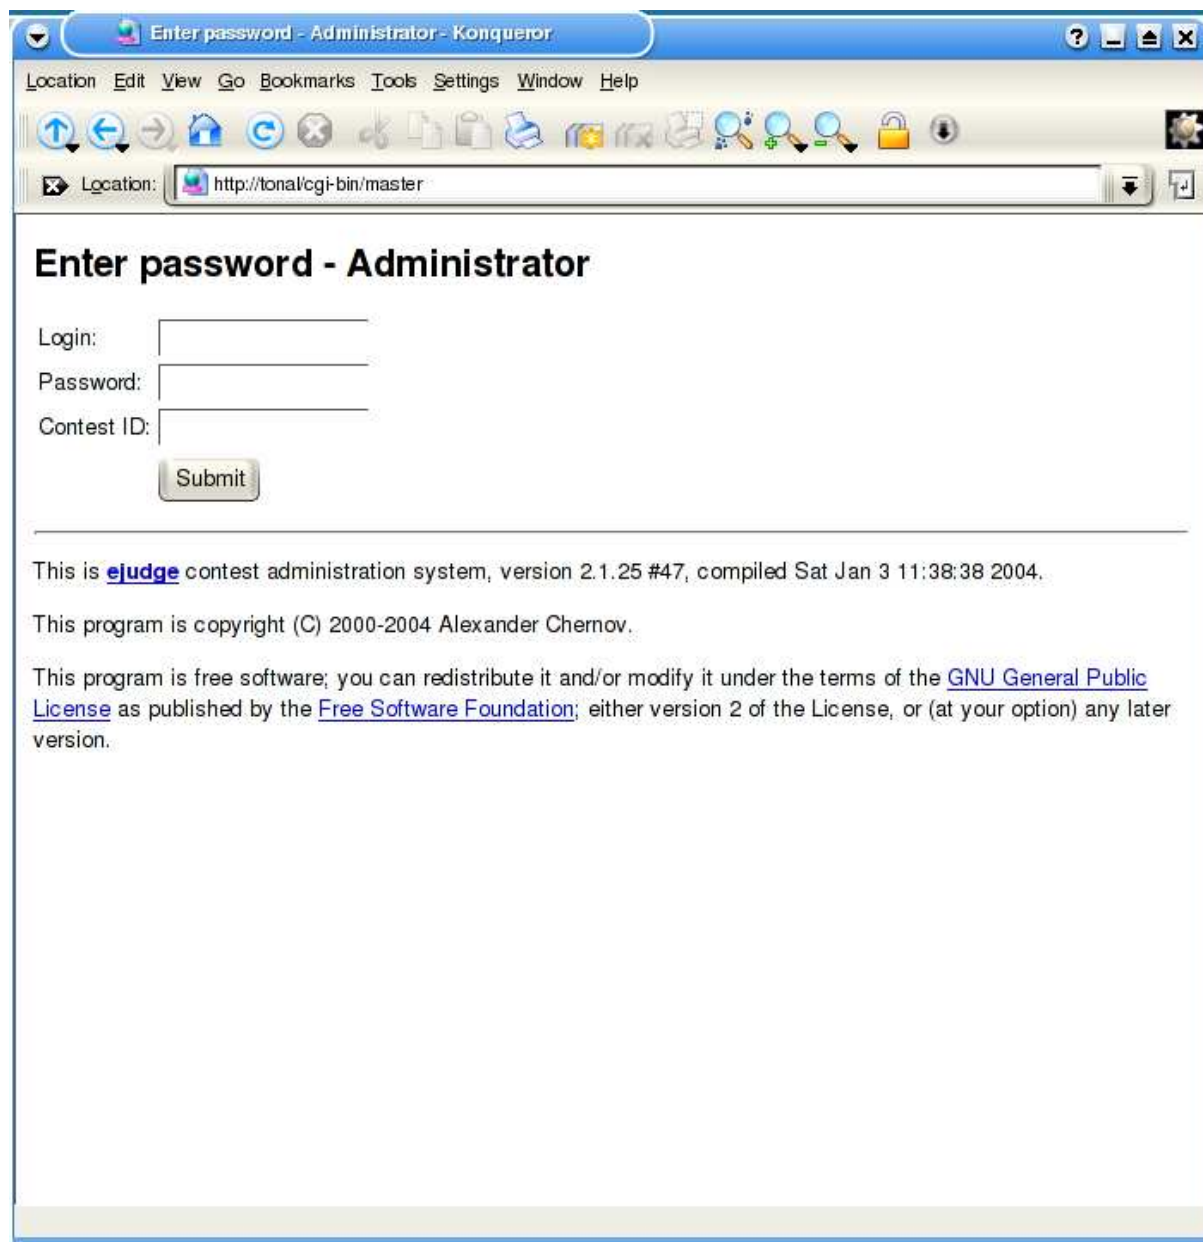 Enter password - Administrator - Konqueror
Location Edit View Go Bookmarks Tools Settings Window Help
Location: http://tonal/cgi-bin/master
Enter password - Administrator
Login:
Password:
Contest ID:
Submit
This is ejudge contest administration system, version 2.1.25 #47, compiled Sat Jan 3 11:38:38 2004.
This program is copyright (C) 2000-2004 Alexander Chernov.
This program is free software; you can redistribute it and/or modify it under the terms of the GNU General Public
License as published by the Free Software Foundation; either version 2 of the License, or (at your option) any later
version.